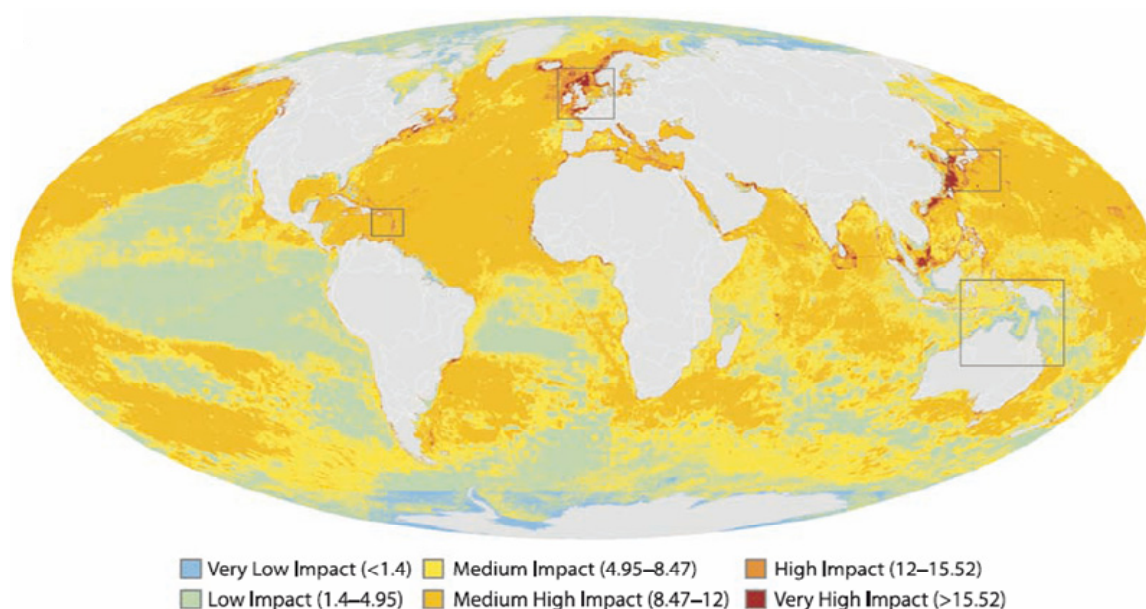 Very Low Impact (<1.4) Medium Impact (4.95–8.47) High Impact (12–15.52)
Low Impact (1.4–4.95) Medium High Impact (8.47–12) Very High Impact (>15.52)